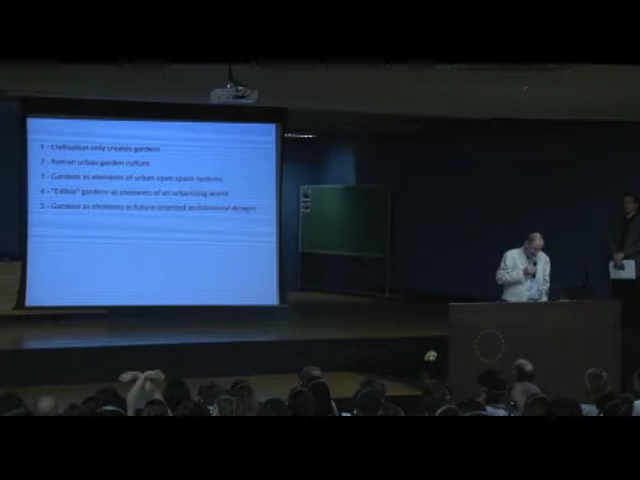 1 - Civilisation only creates gardens
2 - Roman urban garden culture
3 - Gardens as elements of urban open space systems
4 - "Edible" gardens as elements of an urbanizing world
5 - Gardens as elements in future oriented architectural designs